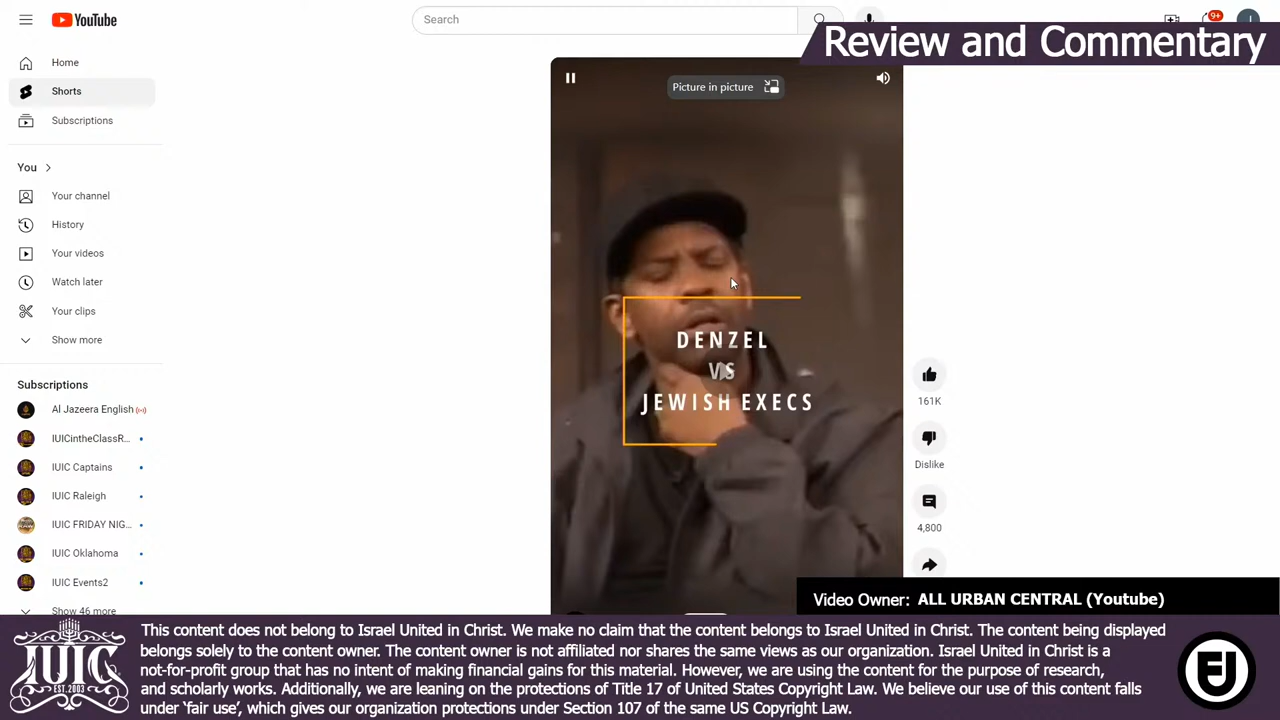 YouTube
Search
9+
Review and Commentary
Home
Shorts
Subscriptions
You
Your channel
History
Your videos
Watch later
Your clips
Show more
Subscriptions
Al Jazeera English
IUICintheClassR...
IUIC Captains
IUIC Raleigh
IUIC FRIDAY NIG...
IUIC Oklahoma
IUIC Events2
Show 46 more
Picture in picture
DENZEL
VS
JEWISH EXECS
161K
Dislike
4,800
Video Owner: ALL URBAN CENTRAL (Youtube)
IUIC
EST. 2003
This content does not belong to Israel United in Christ. We make no claim that the content belongs to Israel United in Christ. The content being displayed
belongs solely to the content owner. The content owner is not affiliated nor shares the same views as our organization. Israel United in Christ is a
not-for-profit group that has no intent of making financial gains for this material. However, we are using the content for the purpose of research,
and scholarly works. Additionally, we are leaning on the protections of Title 17 of United States Copyright Law. We believe our use of this content falls
under ‘fair use’, which gives our organization protections under Section 107 of the same US Copyright Law.